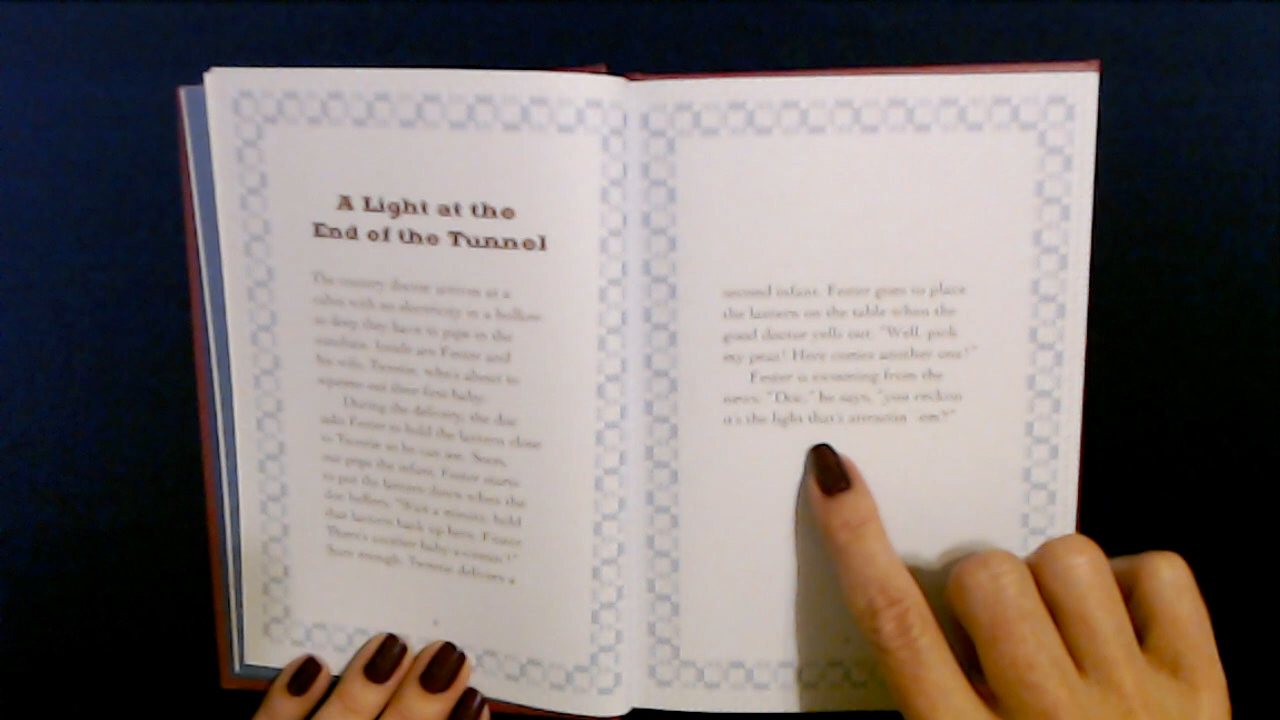 A Light at the
End of the Tunnel
The country doctor arrives at a
cabin with no electricity in a hollow
so deep they have to pipe in the
sunshine. Inside are Fester and
his wife, Twinnie, who's about to
squeeze out their first baby.
During the delivery, the doc
asks Fester to hold the lantern close
to Twinnie so he can see. Soon,
out pops the infant. Fester starts
to put the lantern down when the
doc hollers, "Wait a minute, hold
that lantern back up here, Fester.
There's another baby a-comin'!"
Sure enough, Twinnie delivers a
second infant. Fester goes to place
the lantern on the table when the
good doctor yells out, "Well, pick
my pear! Here comes another one!"
Fester is swooning from the
news. "Doc," he says, "you reckon
it's the light that's attractin' 'em?"